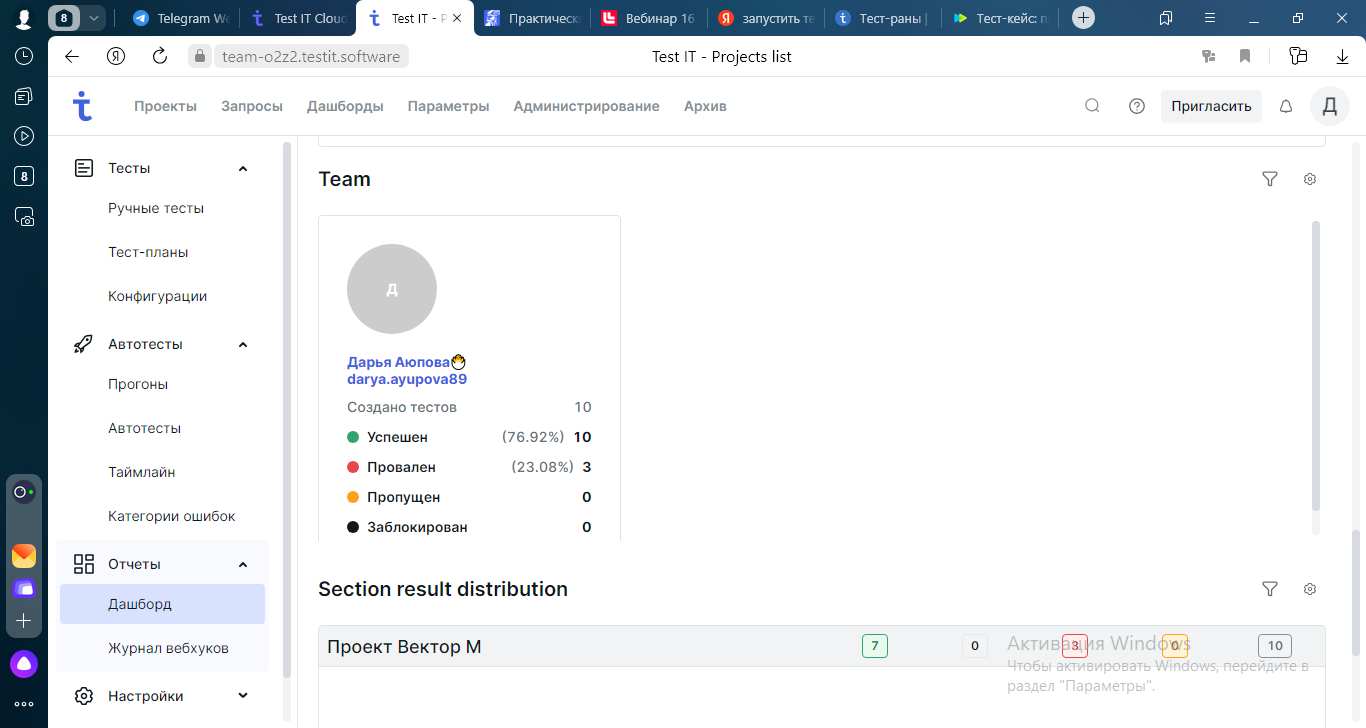 8
Telegram We
Test IT Cloud
Test IT - P
Практическ
Вебинар 16
запустить те
Тест-раны |
Тест-кейс: п
Я
team-o2z2.testit.software
Test IT - Projects list
Проекты
Запросы
Дашборды
Параметры
Администрирование
Архив
Пригласить
Д
8
Тесты
Ручные тесты
Тест-планы
Конфигурации
Автотесты
Прогоны
Автотесты
Таймлайн
Категории ошибок
Отчеты
Дашборд
Журнал вебхуков
Настройки
Team
Д
Дарья Аюпова🐣
darya.ayupova89
Создано тестов 10
Успешен (76.92%) 10
Провален (23.08%) 3
Пропущен 0
Заблокирован 0
Section result distribution
Проект Вектор М 7 0 3 0 10
Активация Windows
Чтобы активировать Windows, перейдите в
раздел "Параметры".